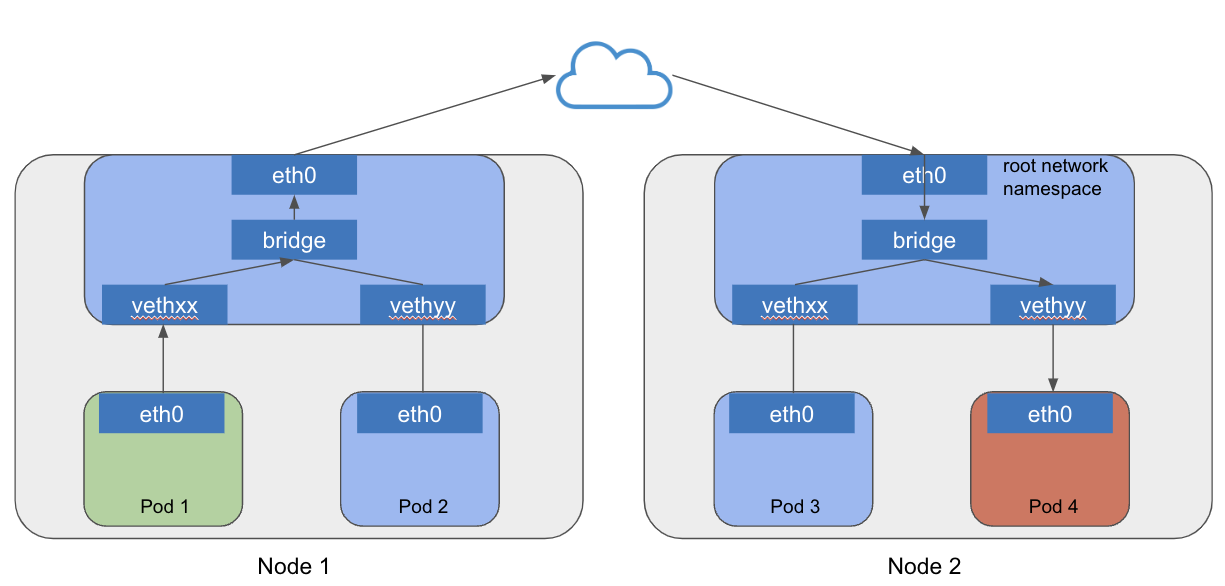 eth0
bridge
vethxx
vethyy
eth0
eth0
Pod 1
Pod 2
Node 1
eth0
root network
namespace
bridge
vethxx
vethyy
eth0
eth0
Pod 3
Pod 4
Node 2